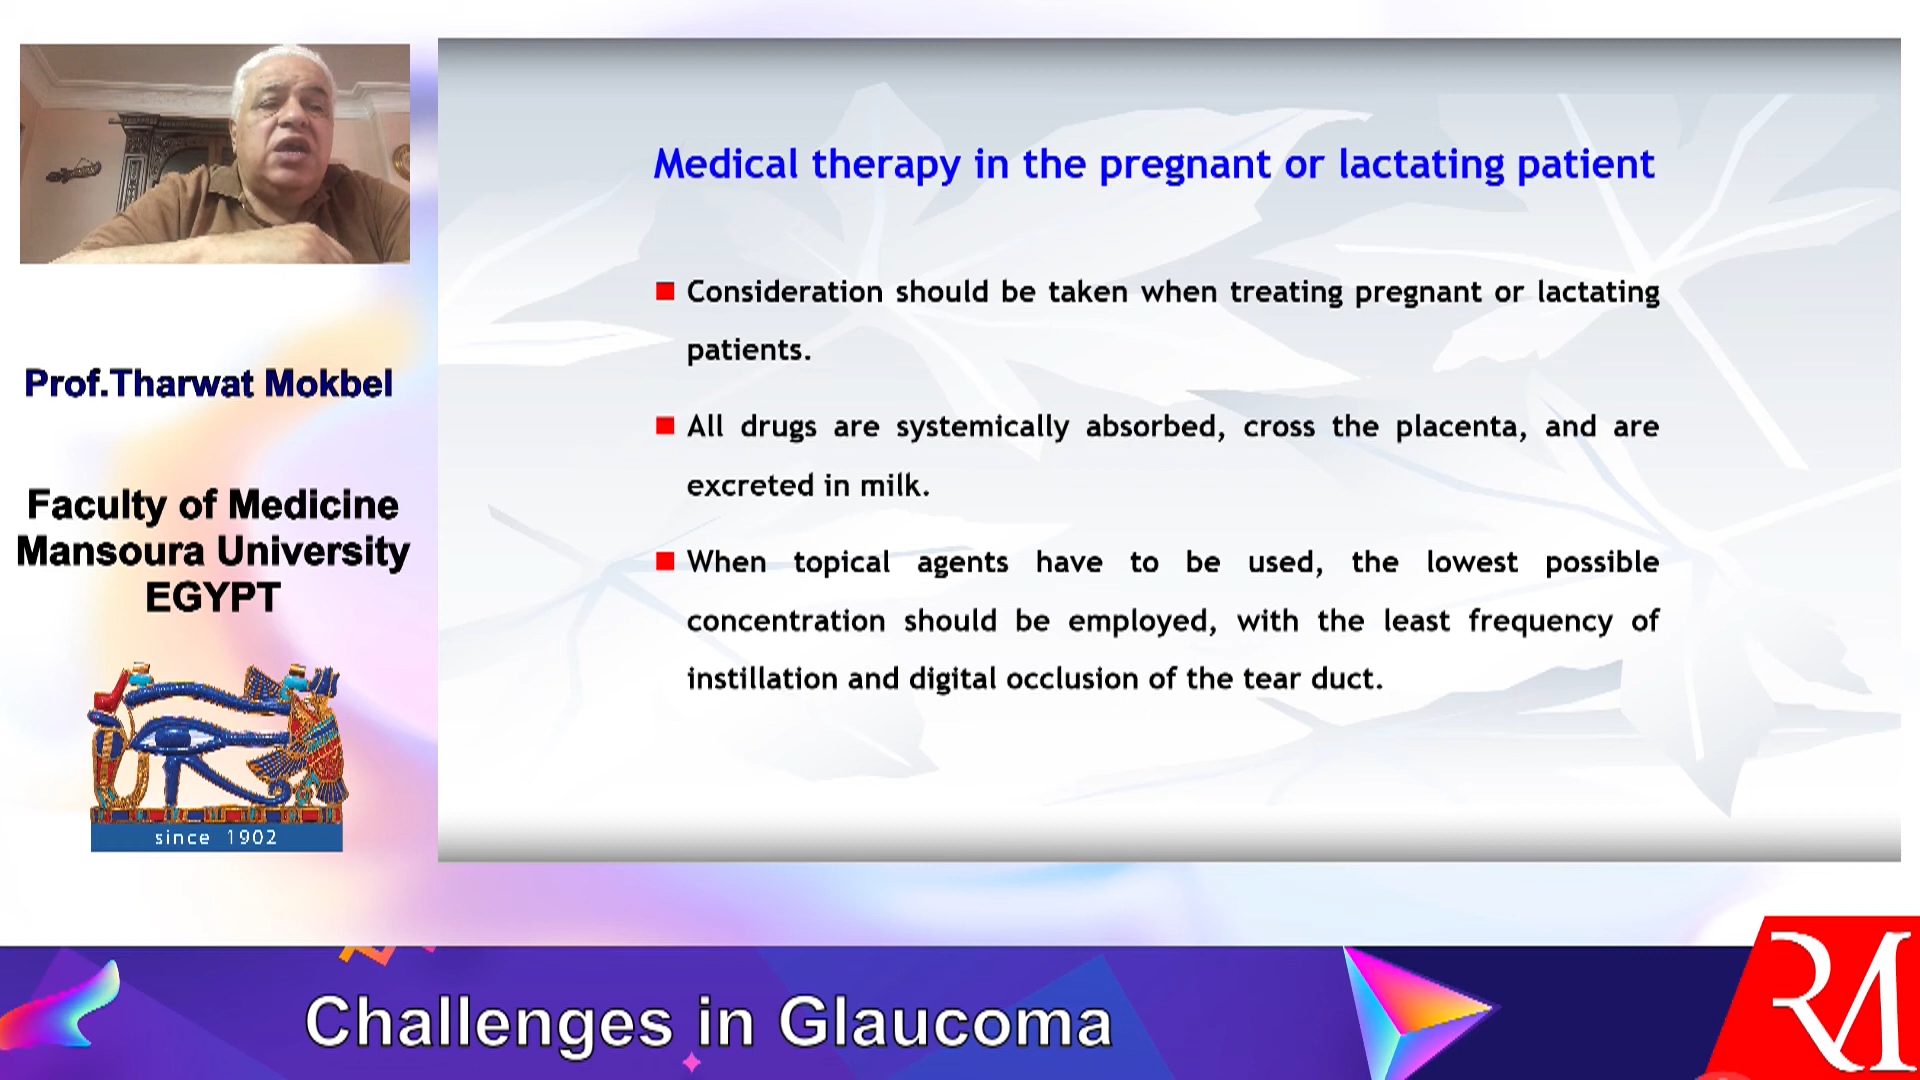 Prof.Tharwat Mokbel
Faculty of Medicine
Mansoura University
EGYPT
since 1902
Medical therapy in the pregnant or lactating patient
Consideration should be taken when treating pregnant or lactating
patients.
All drugs are systemically absorbed, cross the placenta, and are
excreted in milk.
When topical agents have to be used, the lowest possible
concentration should be employed, with the least frequency of
instillation and digital occlusion of the tear duct.
Challenges in Glaucoma
RM